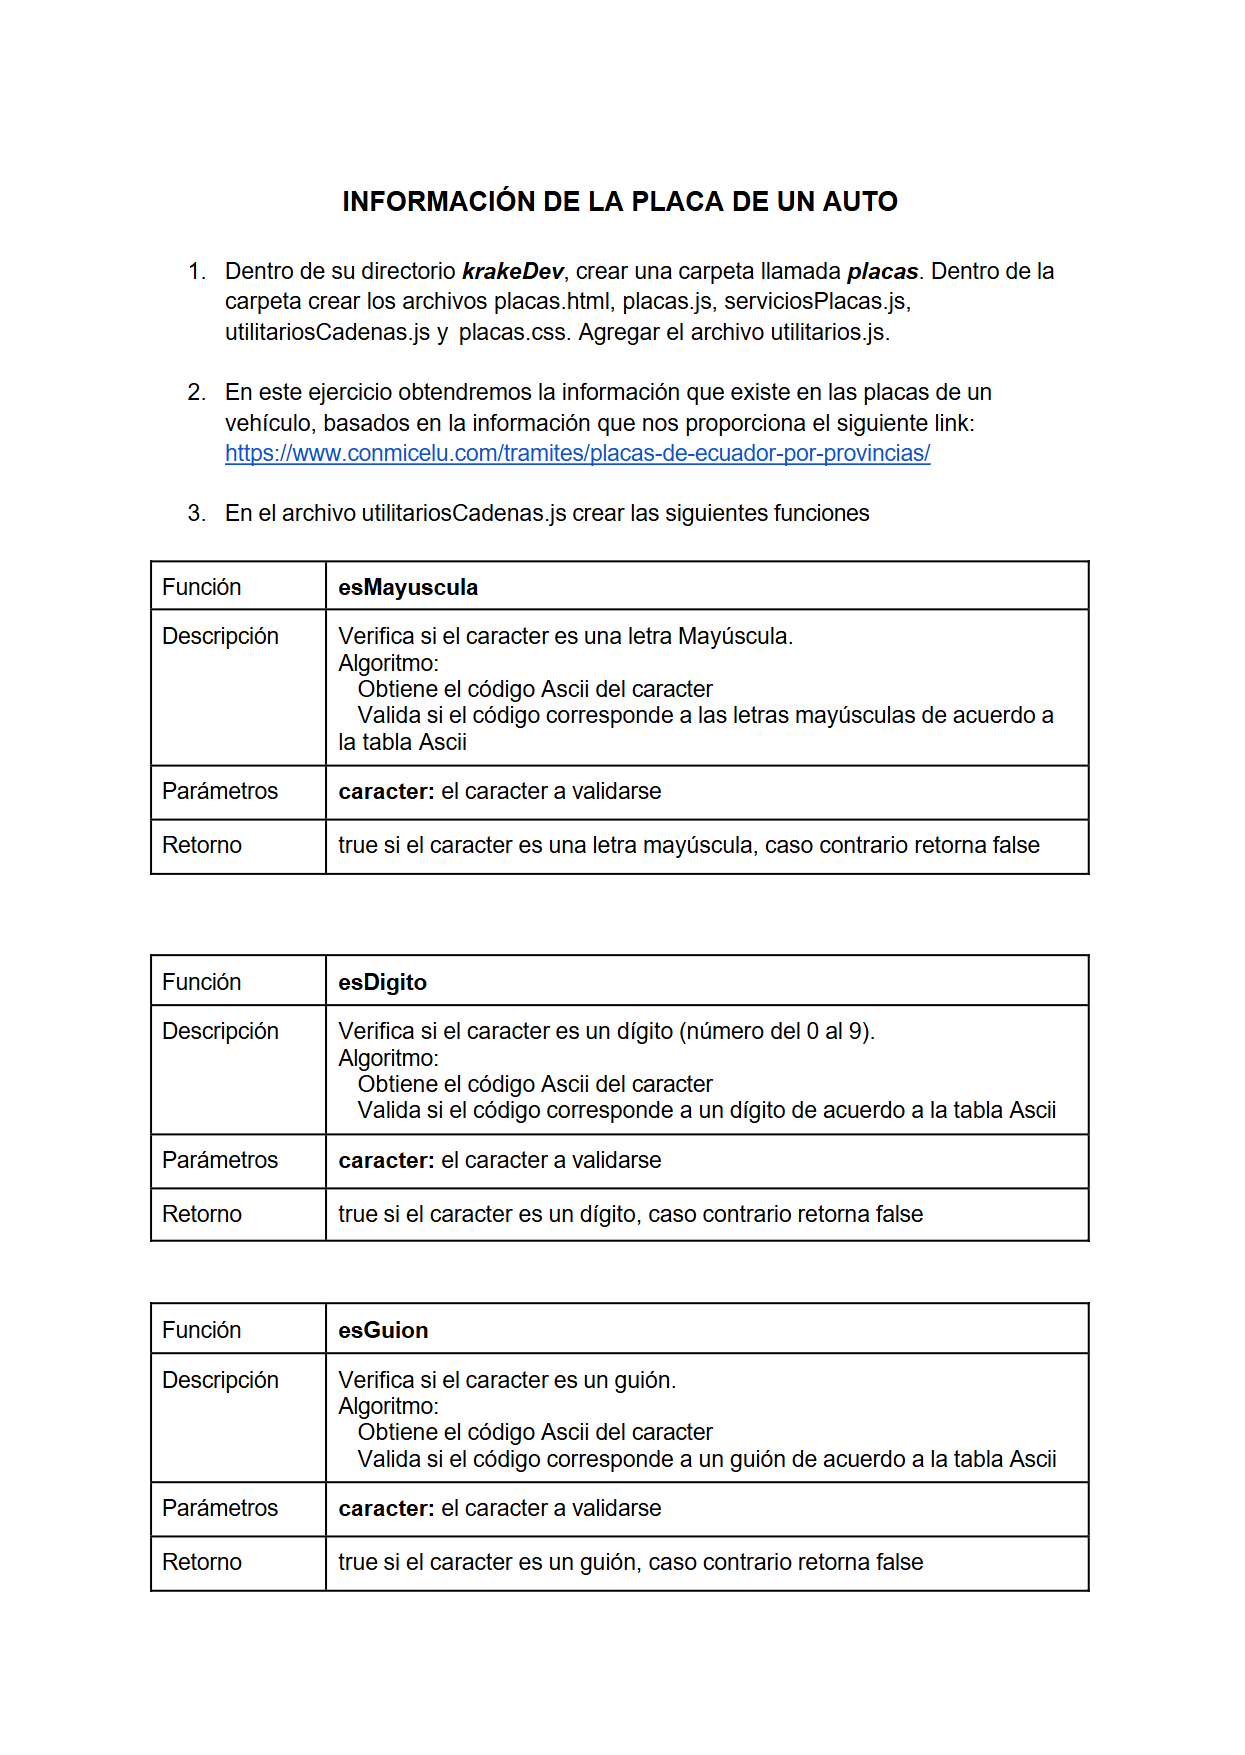 INFORMACIÓN DE LA PLACA DE UN AUTO
1. Dentro de su directorio krakeDev, crear una carpeta llamada placas. Dentro de la
carpeta crear los archivos placas.html, placas.js, serviciosPlacas.js,
utilitariosCadenas.js y placas.css. Agregar el archivo utilitarios.js.
2. En este ejercicio obtendremos la información que existe en las placas de un
vehículo, basados en la información que nos proporciona el siguiente link:
https://www.conmicelu.com/tramites/placas-de-ecuador-por-provincias/
3. En el archivo utilitariosCadenas.js crear las siguientes funciones
Función esMayuscula
Descripción Verifica si el caracter es una letra Mayúscula.
Algoritmo:
Obtiene el código Ascii del caracter
Valida si el código corresponde a las letras mayúsculas de acuerdo a
la tabla Ascii
Parámetros caracter: el caracter a validarse
Retorno true si el caracter es una letra mayúscula, caso contrario retorna false
Función esDigito
Descripción Verifica si el caracter es un dígito (número del 0 al 9).
Algoritmo:
Obtiene el código Ascii del caracter
Valida si el código corresponde a un dígito de acuerdo a la tabla Ascii
Parámetros caracter: el caracter a validarse
Retorno true si el caracter es un dígito, caso contrario retorna false
Función esGuion
Descripción Verifica si el caracter es un guión.
Algoritmo:
Obtiene el código Ascii del caracter
Valida si el código corresponde a un guión de acuerdo a la tabla Ascii
Parámetros caracter: el caracter a validarse
Retorno true si el caracter es un guión, caso contrario retorna false